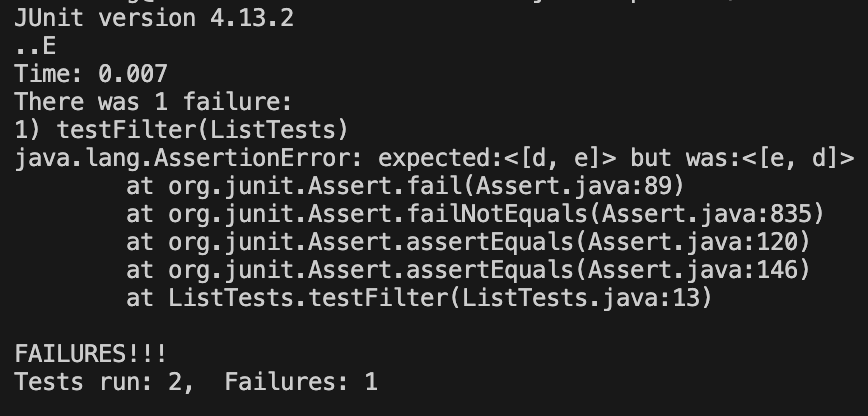 JUnit version 4.13.2
..E
Time: 0.007
There was 1 failure:
1) testFilter(ListTests)
java.lang.AssertionError: expected:<[d, e]> but was:<[e, d]>
        at org.junit.Assert.fail(Assert.java:89)
        at org.junit.Assert.failNotEquals(Assert.java:835)
        at org.junit.Assert.assertEquals(Assert.java:120)
        at org.junit.Assert.assertEquals(Assert.java:146)
        at ListTests.testFilter(ListTests.java:13)

FAILURES!!!
Tests run: 2,  Failures: 1